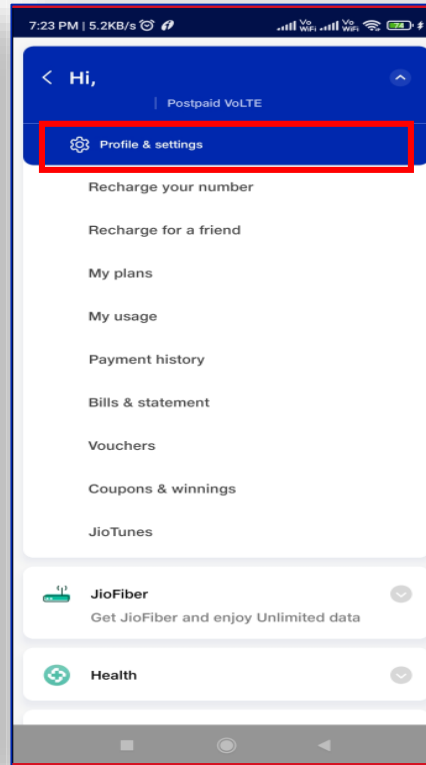 7:23 PM | 5.2KB/s
Vo WiFi Vo WiFi 74
Hi,
| Postpaid VoLTE
Profile & settings
Recharge your number
Recharge for a friend
My plans
My usage
Payment history
Bills & statement
Vouchers
Coupons & winnings
JioTunes
JioFiber
Get JioFiber and enjoy Unlimited data
Health